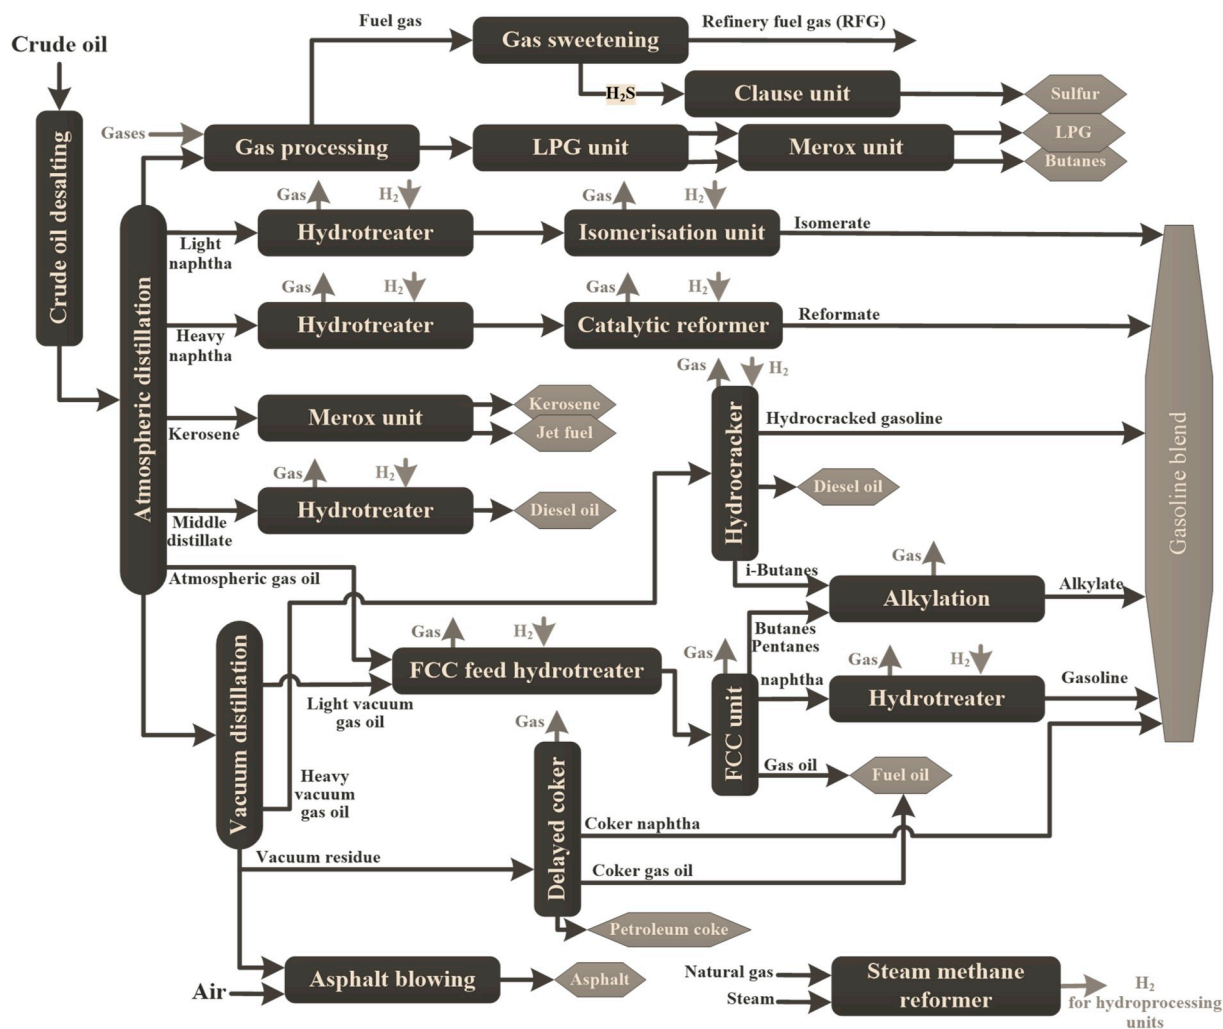 Fuel gas
Refinery fuel gas (RFG)
Crude oil
Gas sweetening
H₂S
Clause unit
Sulfur
Crude oil desalting
Gases
Gas processing
LPG unit
Merox unit
LPG
Butanes
Gas
H₂
Gas
H₂
Light
naphtha
Hydrotreater
Isomerisation unit
Isomerate
Gas
H₂
Gas
H₂
Atmospheric distillation
Heavy
naphtha
Hydrotreater
Catalytic reformer
Reformate
Gas
H₂
Kerosene
Merox unit
Kerosene
Jet fuel
Hydrocracker
Hydrocracked gasoline
Gasoline blend
Gas
H₂
Middle
distillate
Hydrotreater
Diesel oil
Diesel oil
Atmospheric gas oil
i-Butanes
Gas
Alkylation
Alkylate
Butanes
Pentanes
Gas
H₂
FCC feed hydrotreater
Gas
Gas
H₂
Vacuum distillation
Light vacuum
gas oil
FCC unit
naphtha
Hydrotreater
Gasoline
Gas
Heavy
vacuum
gas oil
Gas oil
Fuel oil
Delayed coker
Coker naphtha
Vacuum residue
Coker gas oil
Petroleum coke
Air
Asphalt blowing
Asphalt
Natural gas
Steam
Steam methane
reformer
H₂
for hydroprocessing
units